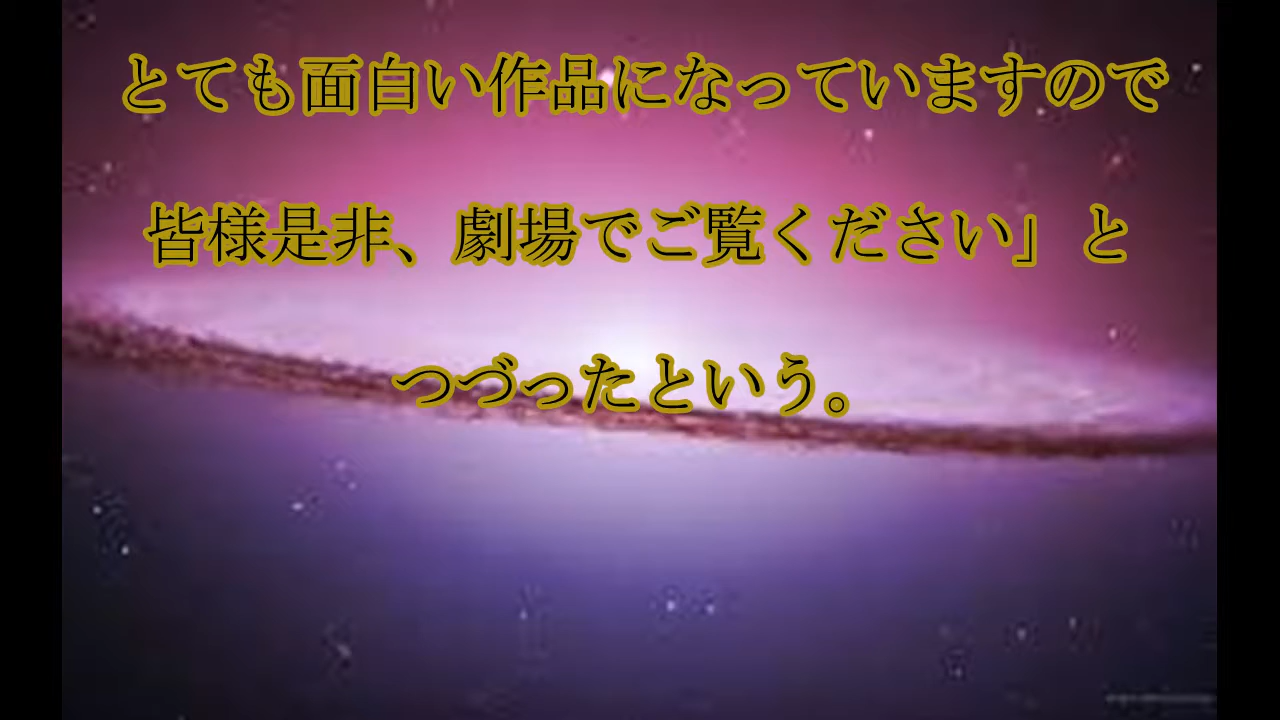 とても面白い作品になっていますので
皆様是非、劇場でご覧ください」と
つづったという。